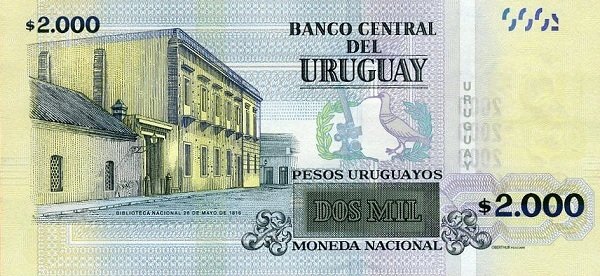 $2.000
BANCO CENTRAL
DEL
URUGUAY
URUGUAY
PESOS URUGUAYOS
DOS MIL
$2.000
BIBLIOTECA NACIONAL 26 DE MAYO DE 1816
MONEDA NACIONAL